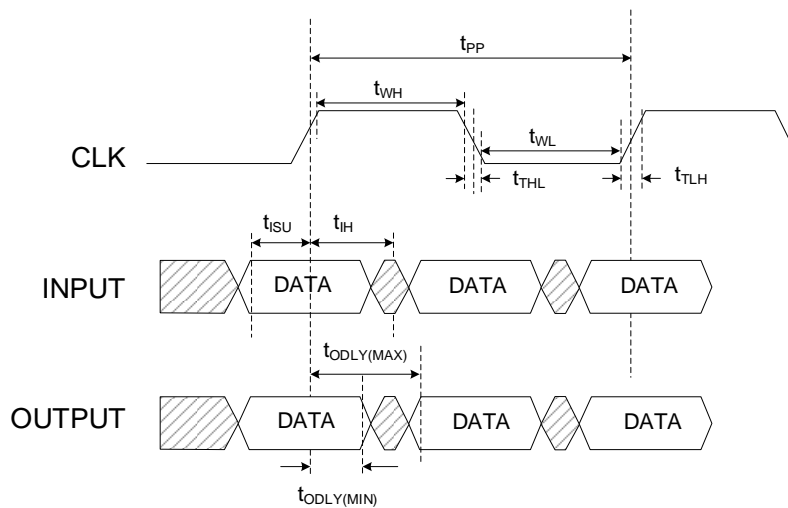 tPP
tWH
CLK
tWL
tTHL
tTLH
tISU
tIH
INPUT
DATA
DATA
DATA
tODLY(MAX)
OUTPUT
DATA
DATA
DATA
tODLY(MIN)